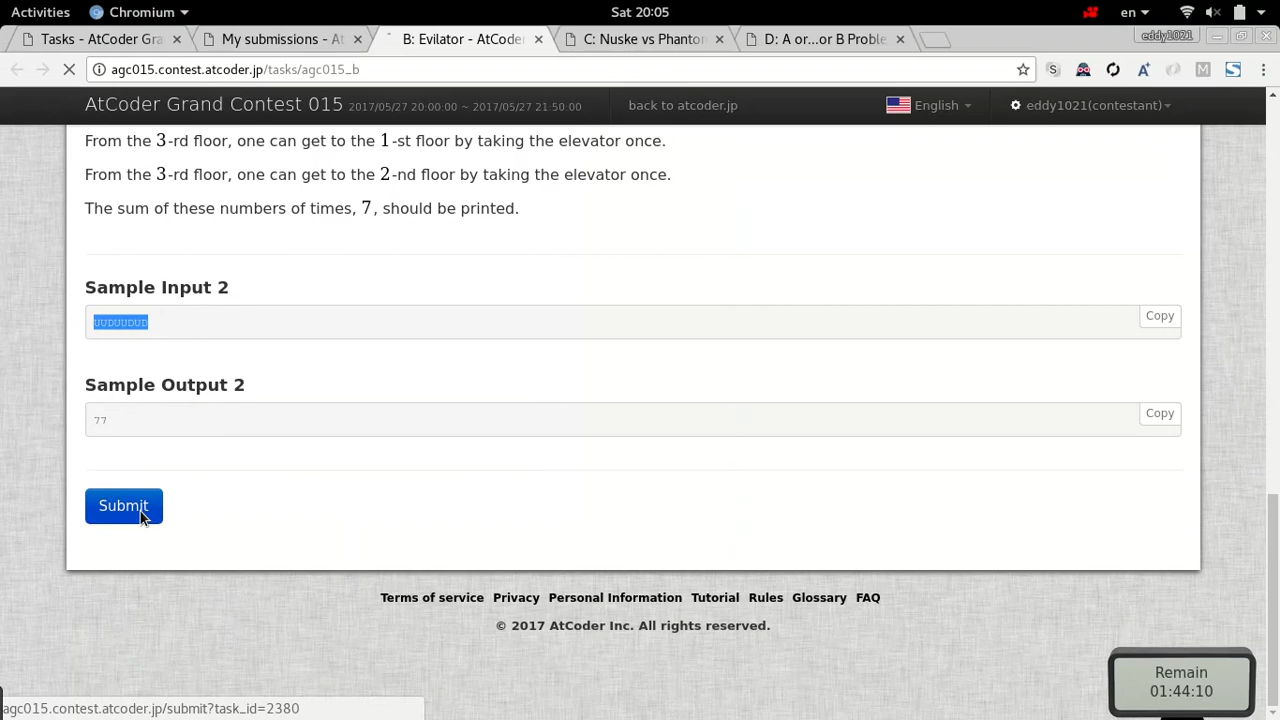 Activities Chromium Sat 20:05 en
Tasks - AtCoder Gra My submissions - At B: Evilator - AtCode C: Nuske vs Phanto D: A or...or B Proble eddy1021
agc015.contest.atcoder.jp/tasks/agc015_b
AtCoder Grand Contest 015 2017/05/27 20:00:00 ~ 2017/05/27 21:50:00 back to atcoder.jp English eddy1021(contestant)
From the 3-rd floor, one can get to the 1-st floor by taking the elevator once.
From the 3-rd floor, one can get to the 2-nd floor by taking the elevator once.
The sum of these numbers of times, 7, should be printed.
Sample Input 2
UUDUUDUD Copy
Sample Output 2
77 Copy
Submit
Terms of service Privacy Personal Information Tutorial Rules Glossary FAQ
© 2017 AtCoder Inc. All rights reserved.
Remain
01:44:10
agc015.contest.atcoder.jp/submit?task_id=2380